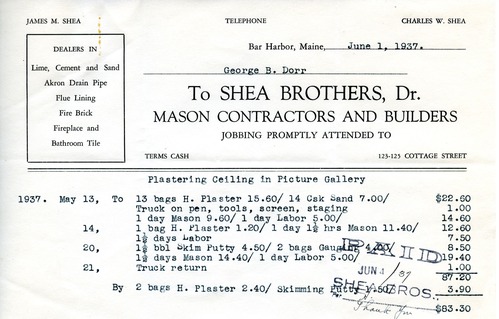 JAMES M. SHEA TELEPHONE CHARLES W. SHEA
DEALERS IN
Lime, Cement and Sand
Akron Drain Pipe
Flue Lining
Fire Brick
Fireplace and
Bathroom Tile
Bar Harbor, Maine, June 1, 1937.
George B. Dorr
To SHEA BROTHERS, Dr.
MASON CONTRACTORS AND BUILDERS
JOBBING PROMPTLY ATTENDED TO
TERMS CASH 123-125 COTTAGE STREET
Plastering Ceiling in Picture Gallery
1937. May 13, To 13 bags H. Plaster 15.60/ 14 Csk Sand 7.00/ $22.60
Truck on pen, tools, screen, staging 1.00
1 day Mason 9.60/ 1 day Labor 5.00/ 14.60
14, 1 bag H. Plaster 1.20/ 1 day 1½ hrs Mason 11.40/ 12.60
1½ days Labor 7.50
20, 1½ bbl Skim Putty 4.50/ 2 bags Gauging 4.00/ 8.50
1½ days Mason 14.40/ 1 day Labor 5.00/ 19.40
21, Truck return 1.00
87.20
By 2 bags H. Plaster 2.40/ Skimming Putty 1.50/ 3.90
$83.30
PAID
JUN 4 / 37
SHEA BROS.
Thank You